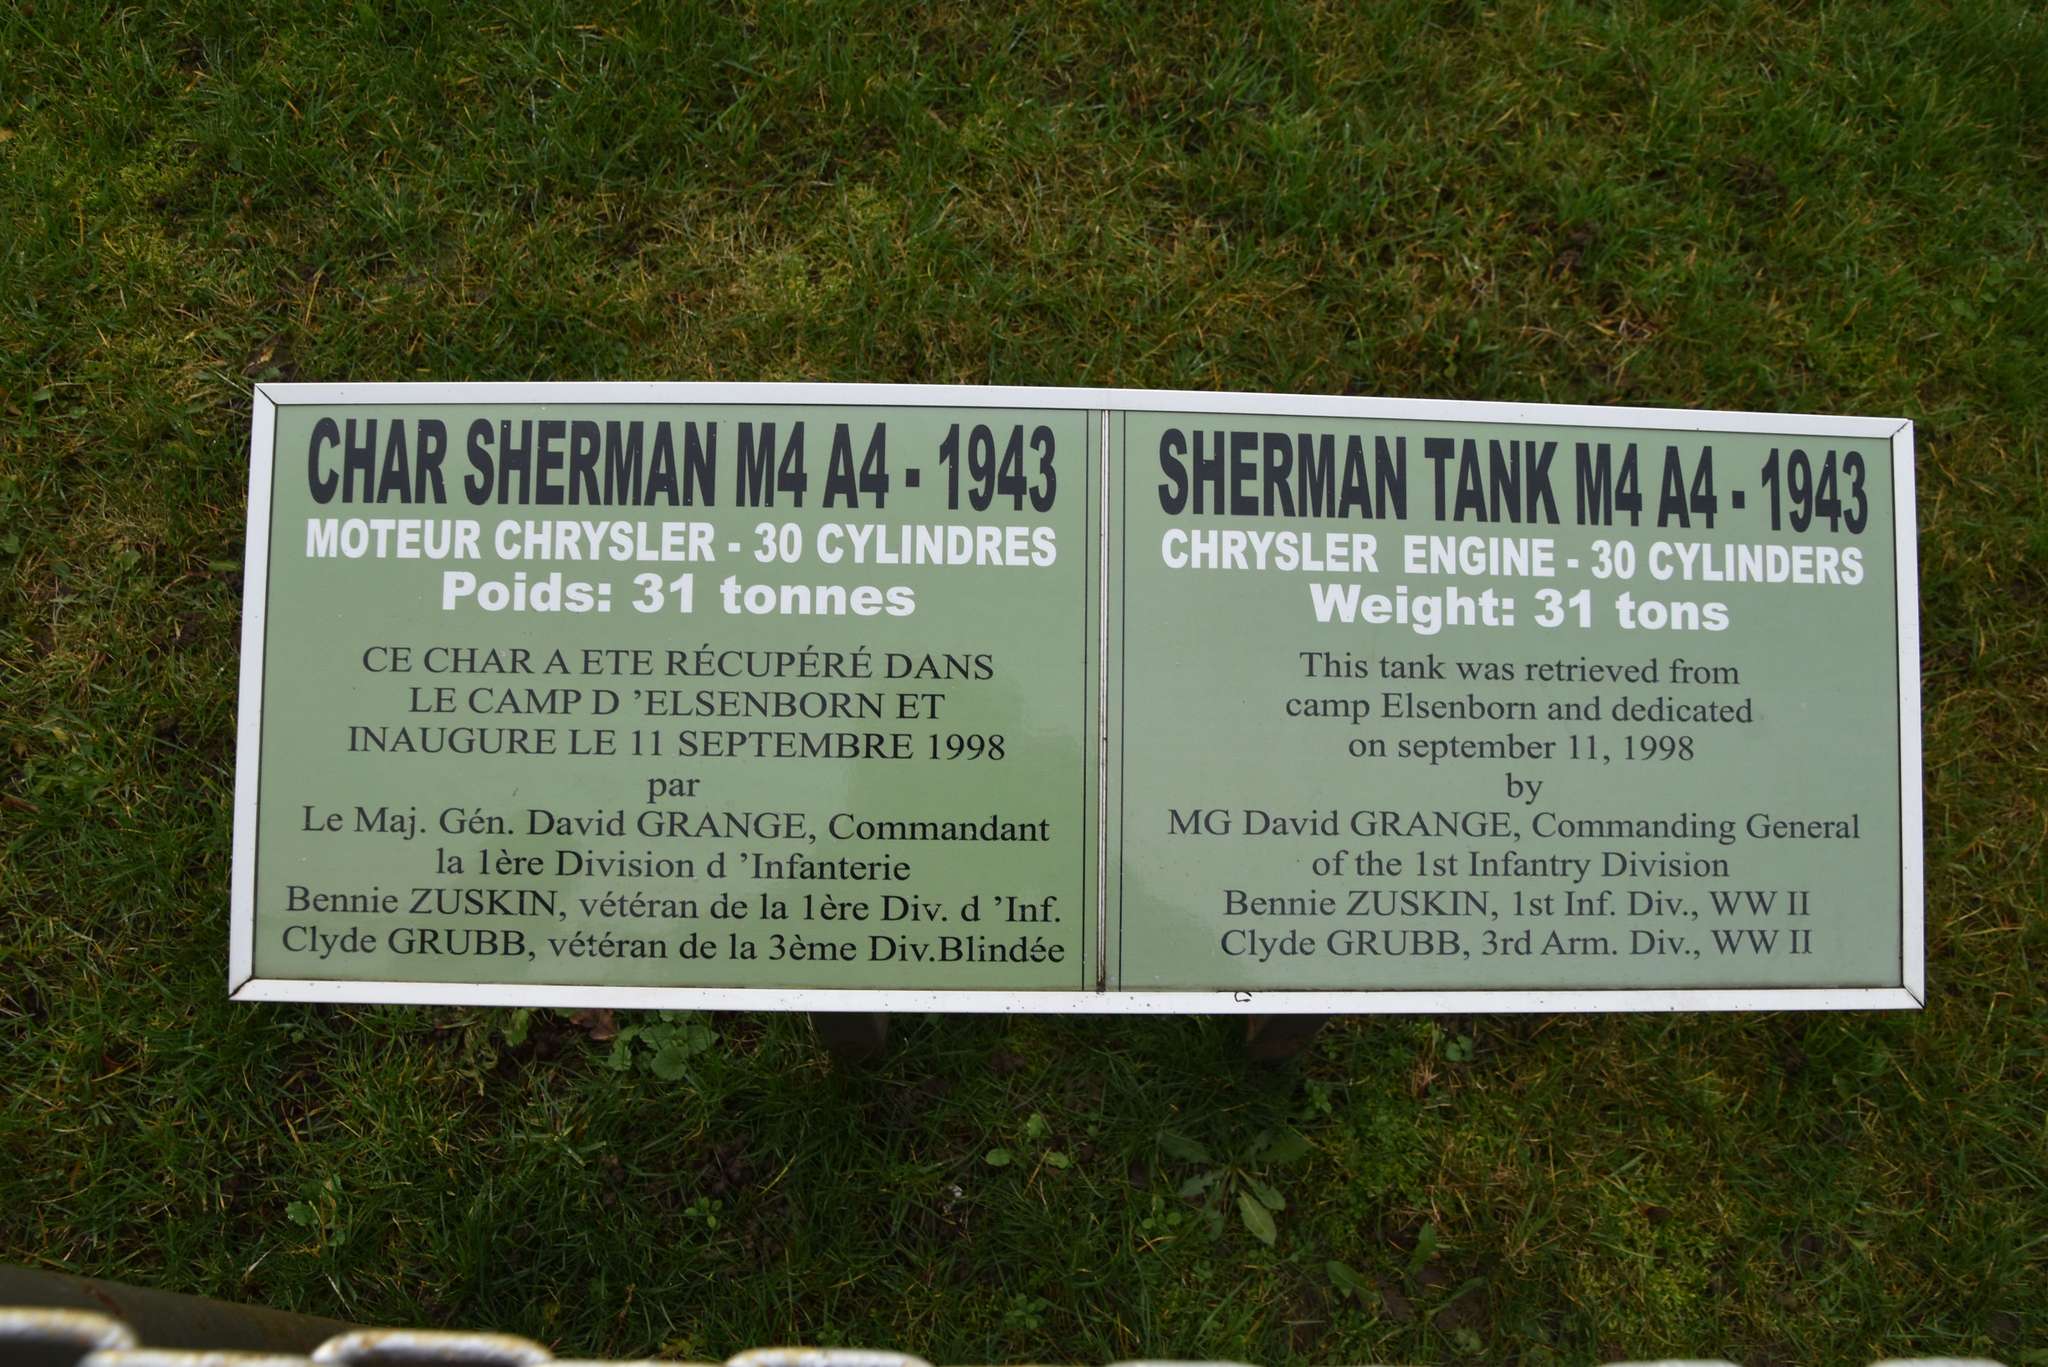 CHAR SHERMAN M4 A4 - 1943
MOTEUR CHRYSLER - 30 CYLINDRES
Poids: 31 tonnes
CE CHAR A ETE RÉCUPÉRÉ DANS
LE CAMP D ’ELSENBORN ET
INAUGURE LE 11 SEPTEMBRE 1998
par
Le Maj. Gén. David GRANGE, Commandant
la 1ère Division d ’Infanterie
Bennie ZUSKIN, vétéran de la 1ère Div. d ’Inf.
Clyde GRUBB, vétéran de la 3ème Div.Blindée
SHERMAN TANK M4 A4 - 1943
CHRYSLER ENGINE - 30 CYLINDERS
Weight: 31 tons
This tank was retrieved from
camp Elsenborn and dedicated
on september 11, 1998
by
MG David GRANGE, Commanding General
of the 1st Infantry Division
Bennie ZUSKIN, 1st Inf. Div., WW II
Clyde GRUBB, 3rd Arm. Div., WW II